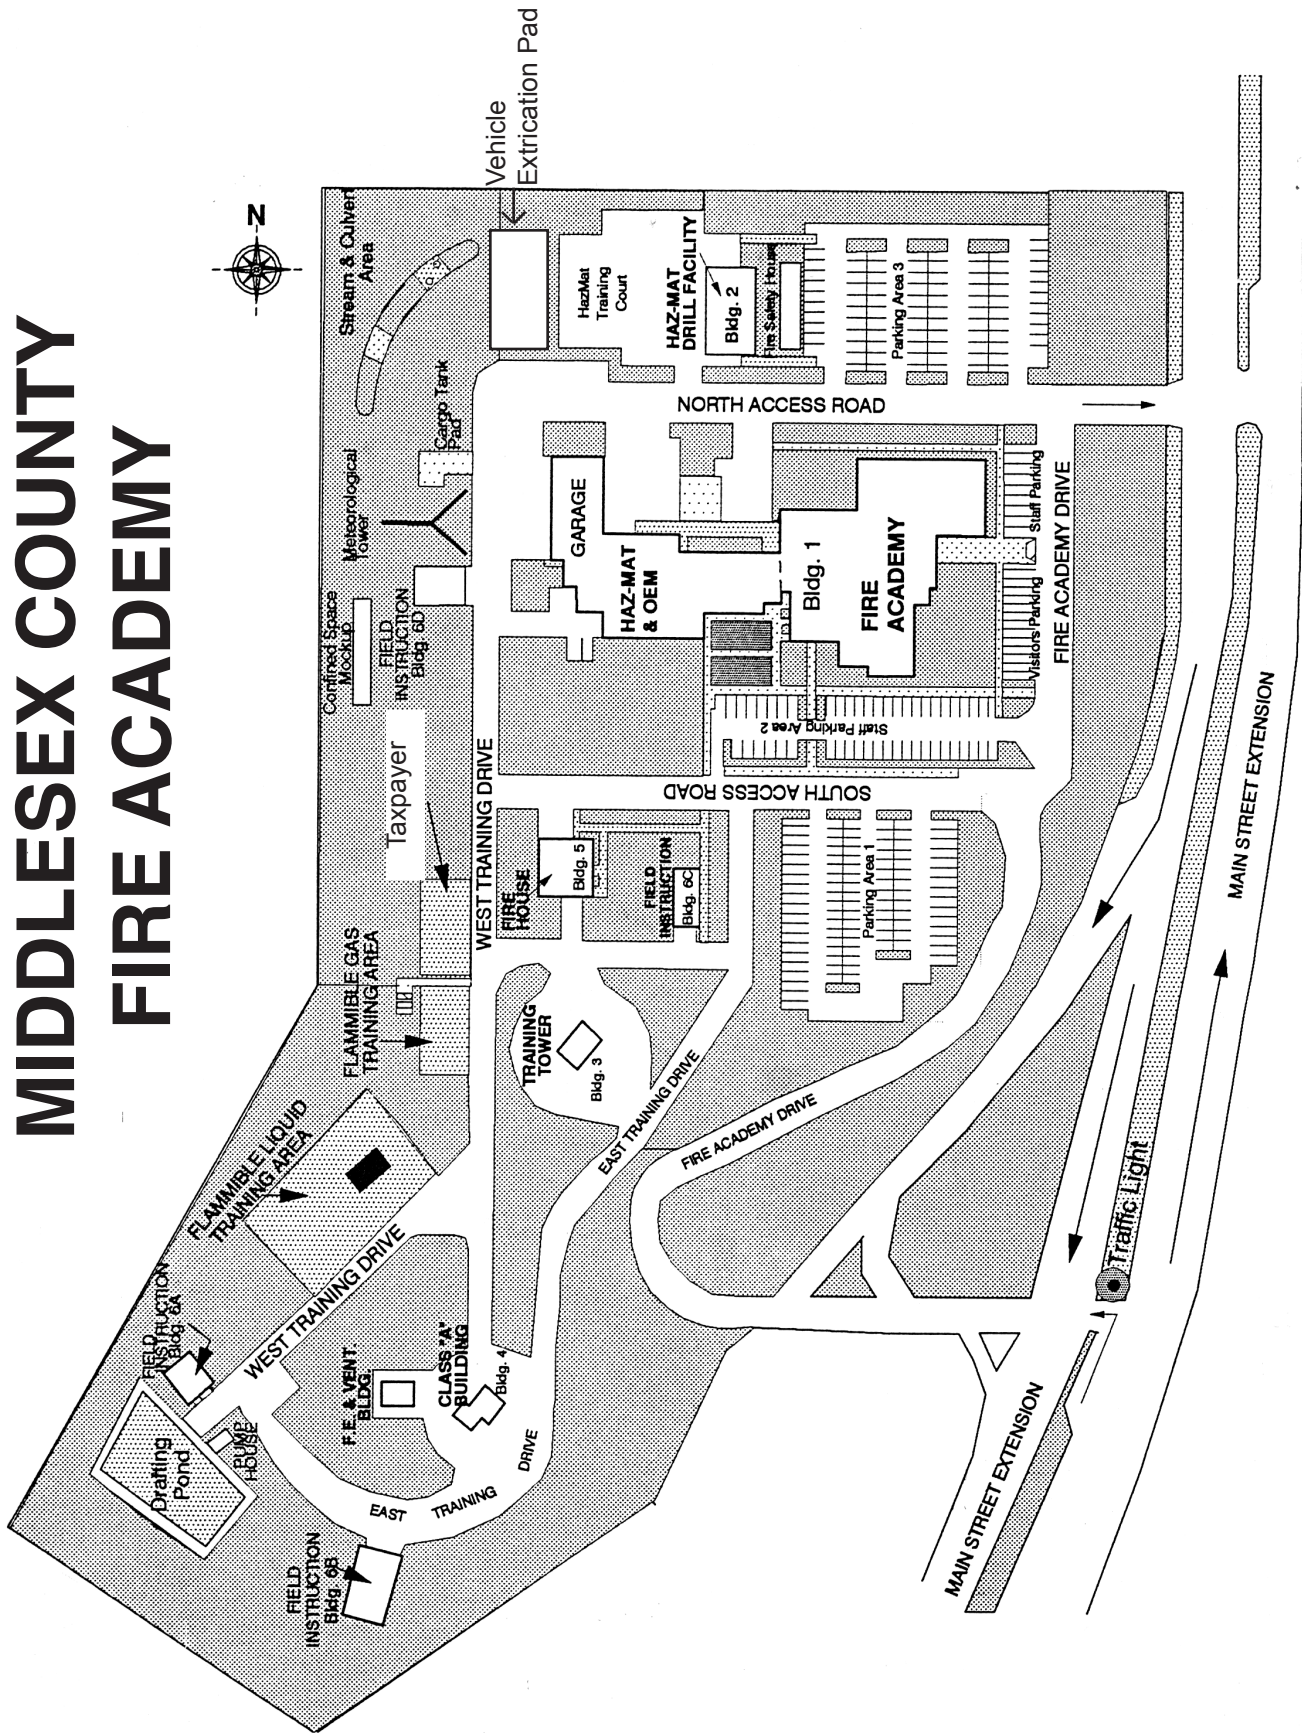 MIDDLESEX COUNTY
FIRE ACADEMY
N
Vehicle
Extrication Pad
Stream & Culvert
Area
Cargo Tank
Pad
Meteorological
Tower
Confined Space
Mockup
FIELD
INSTRUCTION
Bldg. 6D
Taxpayer
FLAMMIBLE GAS
TRAINING AREA
FLAMMIBLE LIQUID
TRAINING AREA
FIELD
INSTRUCTION
Bldg 6A
Drafting
Pond
PUMP
HOUSE
FIELD
INSTRUCTION
Bldg 6B
WEST TRAINING DRIVE
WEST TRAINING DRIVE
F.E. & VENT.
BLDG.
CLASS "A"
BUILDING
Bldg. 4
EAST TRAINING DRIVE
TRAINING
TOWER
Bldg. 3
EAST TRAINING DRIVE
FIRE
HOUSE
Bldg. 5
FIELD
INSTRUCTION
Bldg. 6C
SOUTH ACCESS ROAD
Parking Area 1
Staff Parking Area 2
GARAGE
HAZ-MAT
& OEM
Bldg. 1
FIRE
ACADEMY
HazMat
Training
Court
HAZ-MAT
DRILL FACILITY
Bldg. 2
Fire Safety House
Parking Area 3
NORTH ACCESS ROAD
Staff Parking
Visitors Parking
FIRE ACADEMY DRIVE
FIRE ACADEMY DRIVE
Traffic Light
MAIN STREET EXTENSION
MAIN STREET EXTENSION